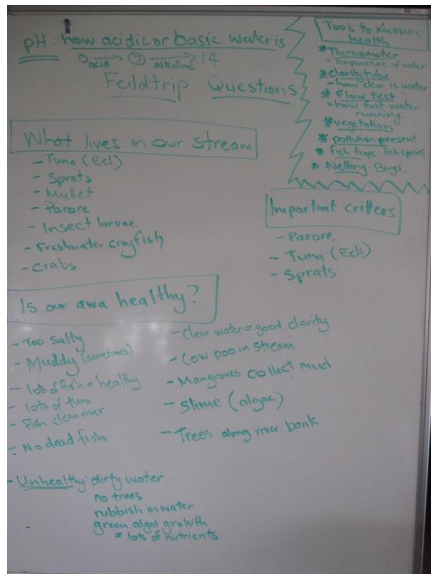 pH: how acidic or basic water is
0 acid → 7 → alkaline 14
Feildtrip Questions
Tools to measure
health
* Thermometer
- Temperature of water
* clarity tube
- how clear is water
* Flow test
- how fast water
running
* vegetation
* pollution present
* Fish traps: fish species
* Netting: Bugs.
What lives in our stream
- Tuna (Eel)
- Sprats
- Mullet
- Parore
- Insect larvae
- Freshwater crayfish
- Crabs
Important critters
- Parore
- Tuna (Eels)
- Sprats
Is our awa healthy?
- Too salty
- Muddy (sometimes)
- lots of fish = healthy
- lots of tuna
- Fish clean river
- No dead fish
- Clear water = good clarity
- Cow poo in stream
- Mangroves collect mud
- Slime (algae)
- Trees along river bank
- Unhealthy: dirty water
no trees
rubbish in water
green algal growth
= lots of nutrients